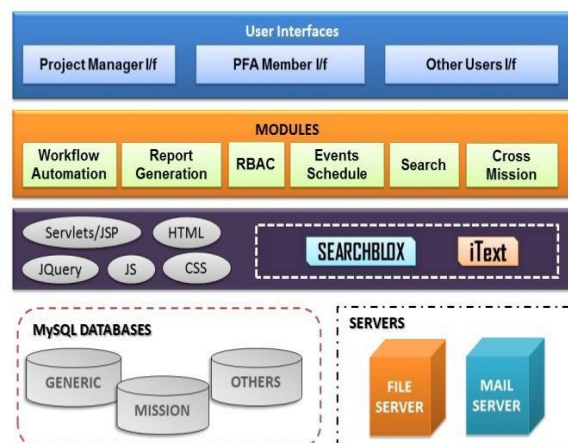 User Interfaces
Project Manager I/f
PFA Member I/f
Other Users I/f
MODULES
Workflow
Automation
Report
Generation
RBAC
Events
Schedule
Search
Cross
Mission
Servlets/JSP
HTML
JQuery
JS
CSS
SEARCHBLOX
iText
MySQL DATABASES
GENERIC
MISSION
OTHERS
SERVERS
FILE
SERVER
MAIL
SERVER